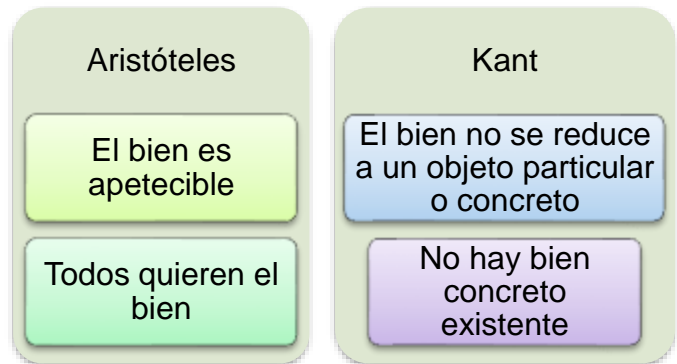 Aristóteles
El bien es
apetecible
Todos quieren el
bien
Kant
El bien no se reduce
a un objeto particular
o concreto
No hay bien
concreto
existente